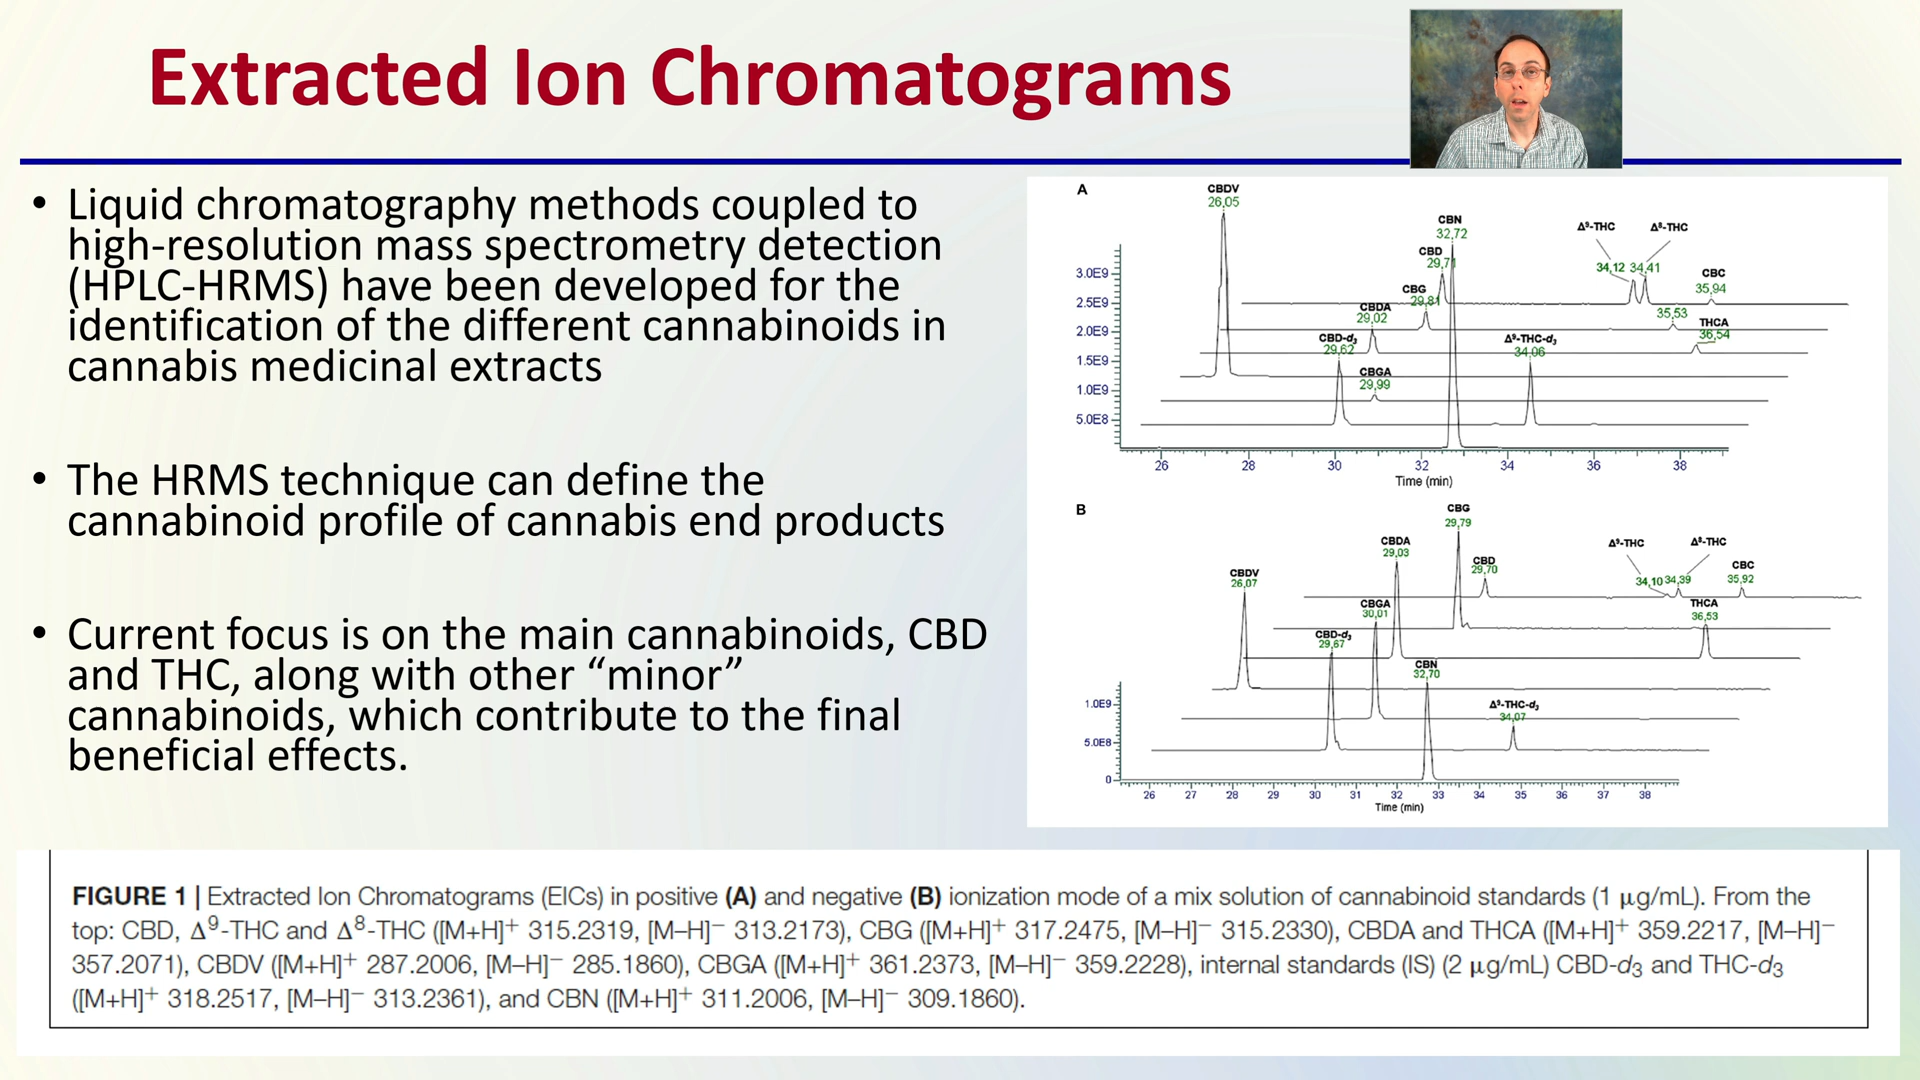 Extracted Ion Chromatograms
• Liquid chromatography methods coupled to
high-resolution mass spectrometry detection
(HPLC-HRMS) have been developed for the
identification of the different cannabinoids in
cannabis medicinal extracts
• The HRMS technique can define the
cannabinoid profile of cannabis end products
• Current focus is on the main cannabinoids, CBD
and THC, along with other “minor”
cannabinoids, which contribute to the final
beneficial effects.
A
CBDV
26,05
CBN
32,72
Δ⁹-THC
Δ⁸-THC
CBD
29,71
34,12 34,41
CBC
35,94
CBG
29,81
CBDA
29,02
35,53
THCA
36,54
CBD-d₃
29,62
Δ⁹-THC-d₃
34,06
CBGA
29,99
3.0E9
2.5E9
2.0E9
1.5E9
1.0E9
5.0E8
26 28 30 32 34 36 38
Time (min)
B
CBG
29,79
CBDA
29,03
Δ⁹-THC
Δ⁸-THC
CBD
29,70
CBC
35,92
CBDV
26,07
34,10 34,39
CBGA
30,01
THCA
36,53
CBD-d₃
29,67
CBN
32,70
Δ⁹-THC-d₃
34,07
1.0E9
5.0E8
0
26 27 28 29 30 31 32 33 34 35 36 37 38
Time (min)
FIGURE 1 | Extracted Ion Chromatograms (EICs) in positive (A) and negative (B) ionization mode of a mix solution of cannabinoid standards (1 μg/mL). From the
top: CBD, Δ⁹-THC and Δ⁸-THC ([M+H]⁺ 315.2319, [M–H]⁻ 313.2173), CBG ([M+H]⁺ 317.2475, [M–H]⁻ 315.2330), CBDA and THCA ([M+H]⁺ 359.2217, [M–H]⁻
357.2071), CBDV ([M+H]⁺ 287.2006, [M–H]⁻ 285.1860), CBGA ([M+H]⁺ 361.2373, [M–H]⁻ 359.2228), internal standards (IS) (2 μg/mL) CBD-d₃ and THC-d₃
([M+H]⁺ 318.2517, [M–H]⁻ 313.2361), and CBN ([M+H]⁺ 311.2006, [M–H]⁻ 309.1860).